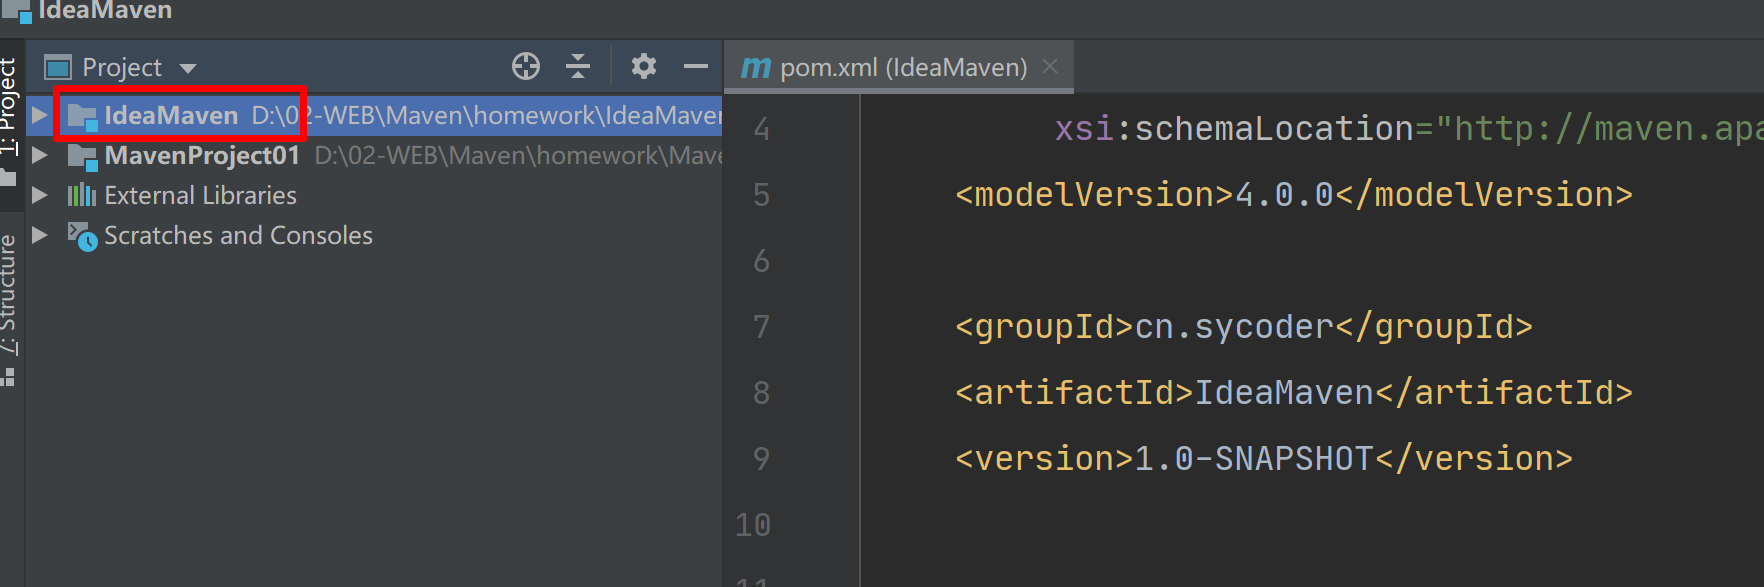 IdeaMaven
1: Project
7: Structure
Project
IdeaMaven D:\02-WEB\Maven\homework\IdeaMaven
MavenProject01 D:\02-WEB\Maven\homework\Mave
External Libraries
Scratches and Consoles
m pom.xml (IdeaMaven)
4 xsi:schemaLocation="http://maven.apa
5 <modelVersion>4.0.0</modelVersion>
6
7 <groupId>cn.sycoder</groupId>
8 <artifactId>IdeaMaven</artifactId>
9 <version>1.0-SNAPSHOT</version>
10
11